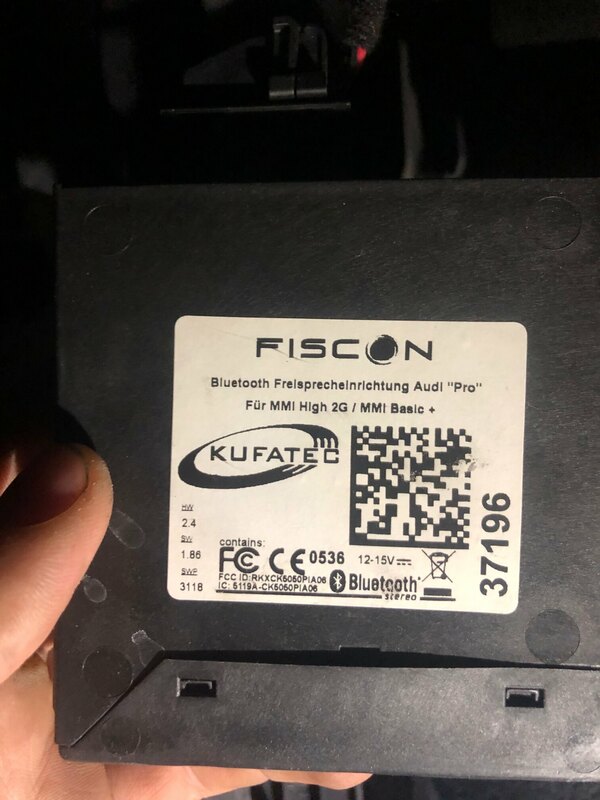 FISCON
Bluetooth Freisprecheinrichtung Audi "Pro"
Für MMI High 2G / MMI Basic +
KUFATEC
HW
2.4
SW
1.86
SWP
3118
contains:
FC CE 0536
12-15V
FCC ID:RKXCK5050PIA06
IC: 5119A-CK5050PIA06
Bluetooth®
stereo
37196